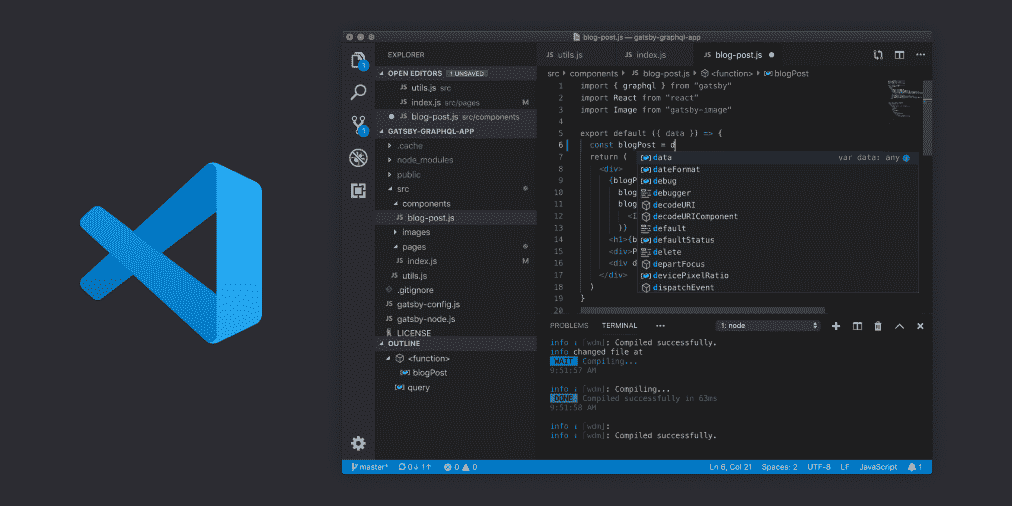 blog-post.js — gatsby-graphql-app
EXPLORER
OPEN EDITORS 1 UNSAVED
utils.js src
JS index.js src/pages M
JS blog-post.js src/components
GATSBY-GRAPHQL-APP
.cache
node_modules
public
src
components
JS blog-post.js
images
pages
JS index.js M
JS utils.js
.gitignore
JS gatsby-config.js
JS gatsby-node.js
LICENSE
OUTLINE
<function>
blogPost
query
1
1
JS utils.js
JS index.js
JS blog-post.js
src components JS blog-post.js <function> blogPost
1 import { graphql } from "gatsby"
2 import React from "react"
3 import Image from "gatsby-image"
4
5 export default ({ data }) => {
6 const blogPost = d
7 return (
8 <div>
9 {blogP
10 blog
11 blog
12 <I
13 ))
14 <h1>{b
15 <div>P
16 <div d
17 </div>
18 )
19 }
20
data var data: any
dateFormat
debug
debugger
decodeURI
decodeURIComponent
default
defaultStatus
delete
departFocus
devicePixelRatio
dispatchEvent
PROBLEMS TERMINAL ••• 1: node
info [wdm]: Compiled successfully.
info changed file at
WAIT Compiling...
9:51:57 AM
info [wdm]: Compiling...
DONE Compiled successfully in 63ms
9:51:58 AM
info [wdm]:
info [wdm]: Compiled successfully.
master* 0↓ 1↑ 0 0 Ln 6, Col 21 Spaces: 2 UTF-8 LF JavaScript 1